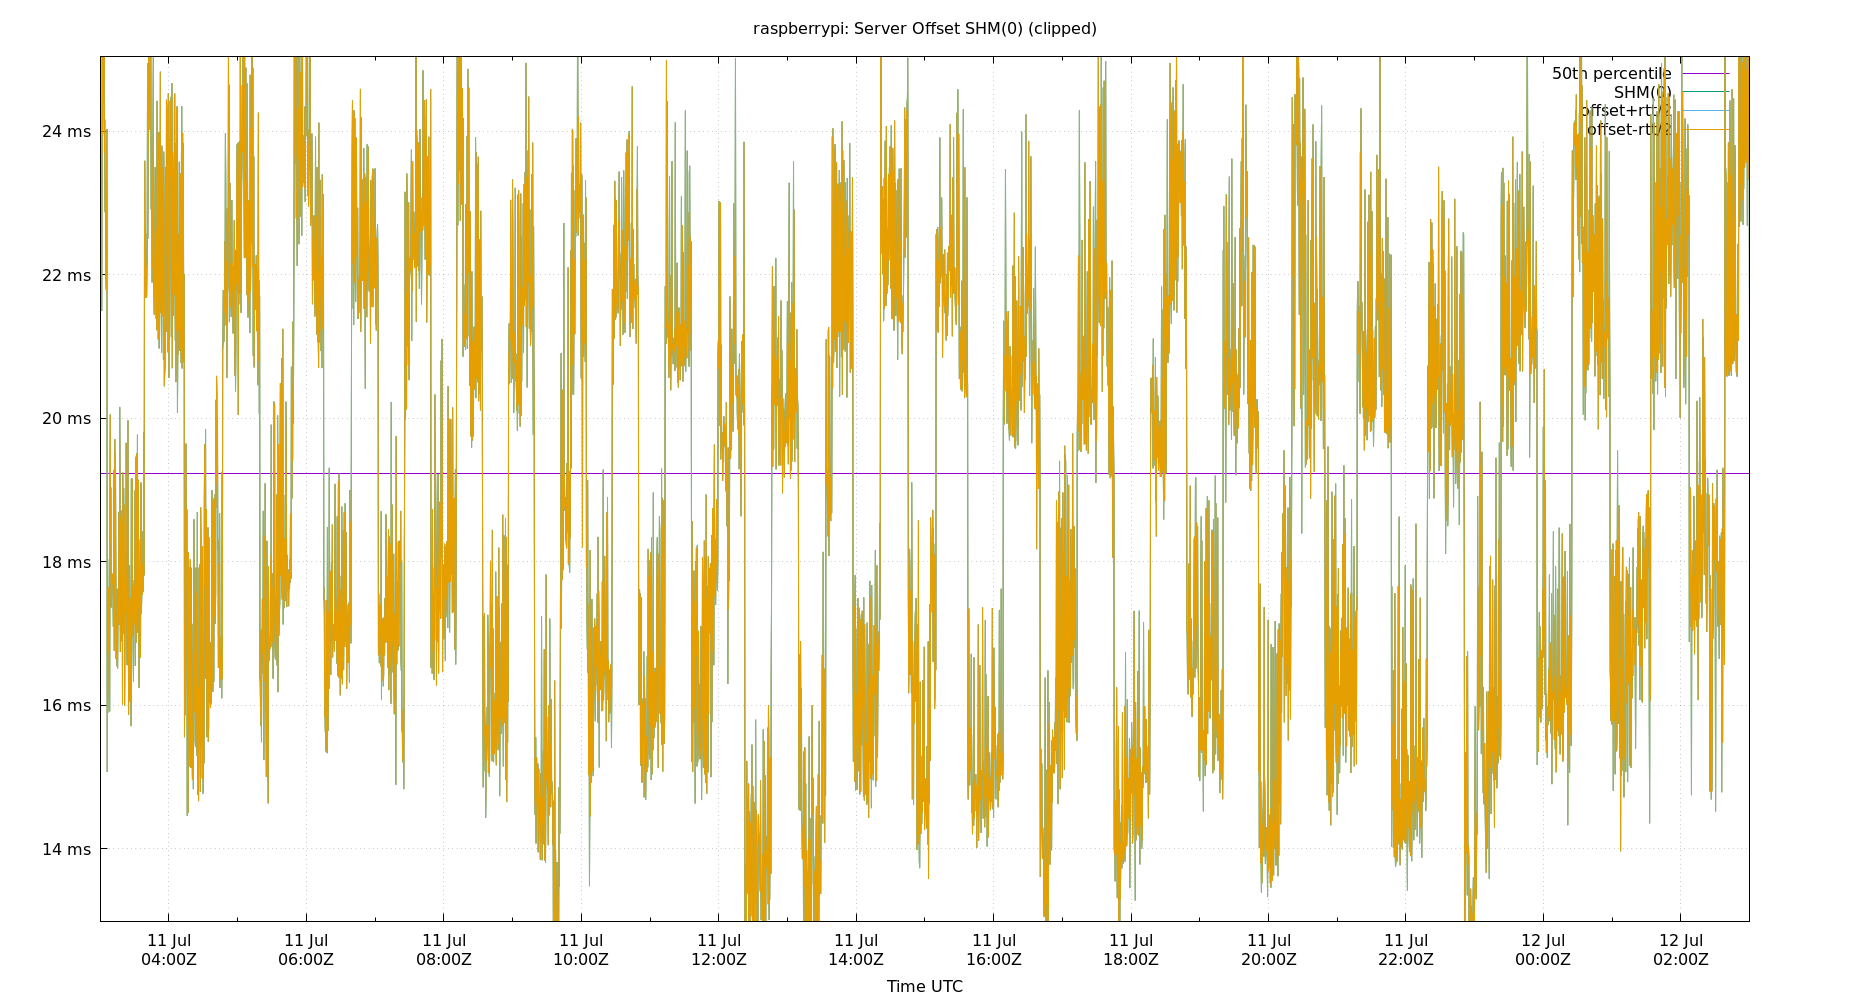 raspberrypi: Server Offset SHM(0) (clipped)
50th percentile
SHM(0)
offset+rtt/2
offset-rtt/2
24 ms
22 ms
20 ms
18 ms
16 ms
14 ms
11 Jul 11 Jul 11 Jul 11 Jul 11 Jul 11 Jul 11 Jul 11 Jul 11 Jul 11 Jul 12 Jul 12 Jul
04:00Z 06:00Z 08:00Z 10:00Z 12:00Z 14:00Z 16:00Z 18:00Z 20:00Z 22:00Z 00:00Z 02:00Z
Time UTC